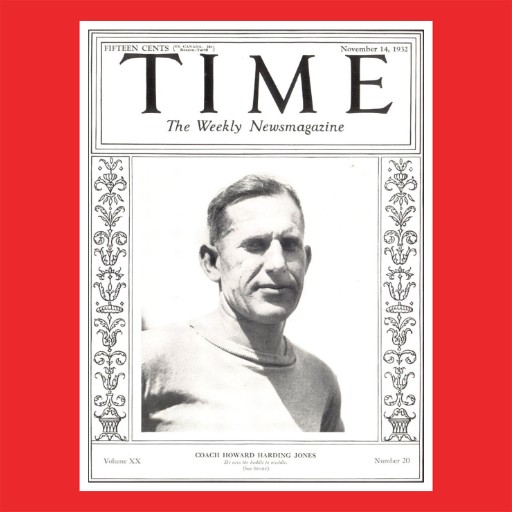 FIFTEEN CENTS
November 14, 1932
TIME
The Weekly Newsmagazine
COACH HOWARD HARDING JONES
Volume XX
Number 20